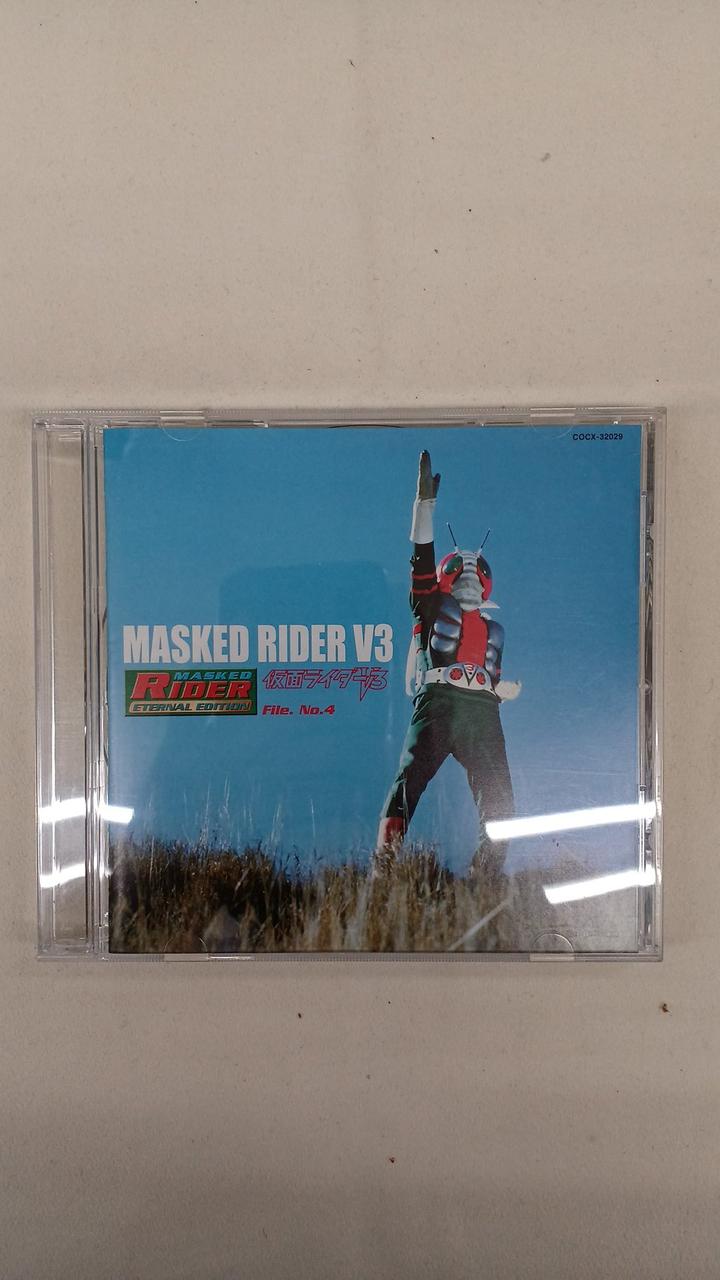 COCX-32029
MASKED RIDER V3
MASKED
RIDER
ETERNAL EDITION
仮面ライダーV3
File. No.4